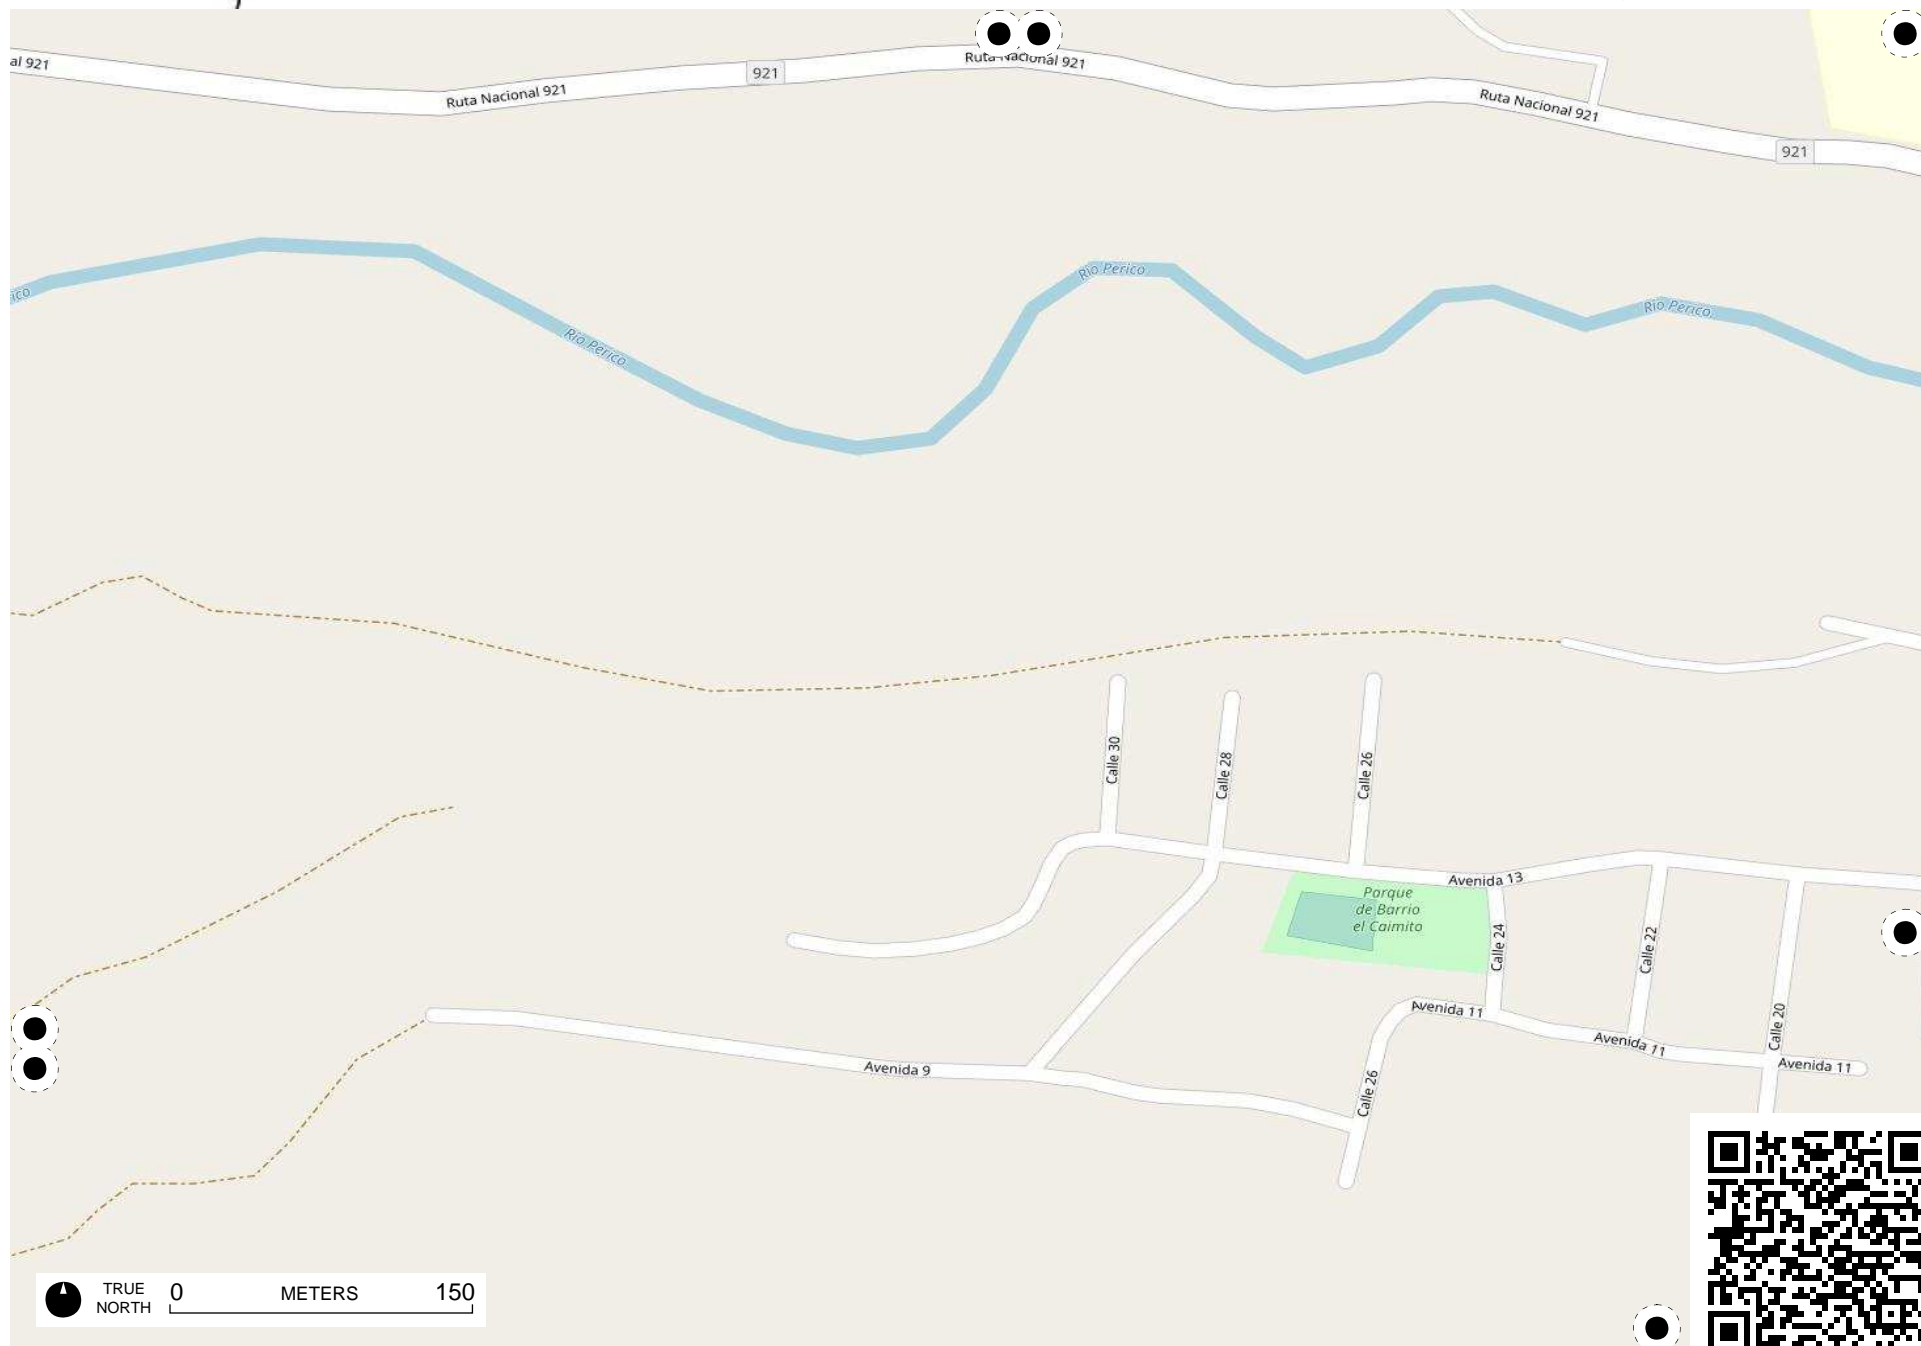 al 921
Ruta Nacional 921
921
Ruta Nacional 921
Ruta Nacional 921
921
ico
Río Perico
Río Perico
Río Perico
Calle 30
Calle 28
Calle 26
Avenida 13
Parque
de Barrio
el Caimito
Calle 24
Calle 22
Calle 20
Avenida 11
Avenida 11
Avenida 11
Avenida 9
Calle 26
TRUE
NORTH
0 METERS 150